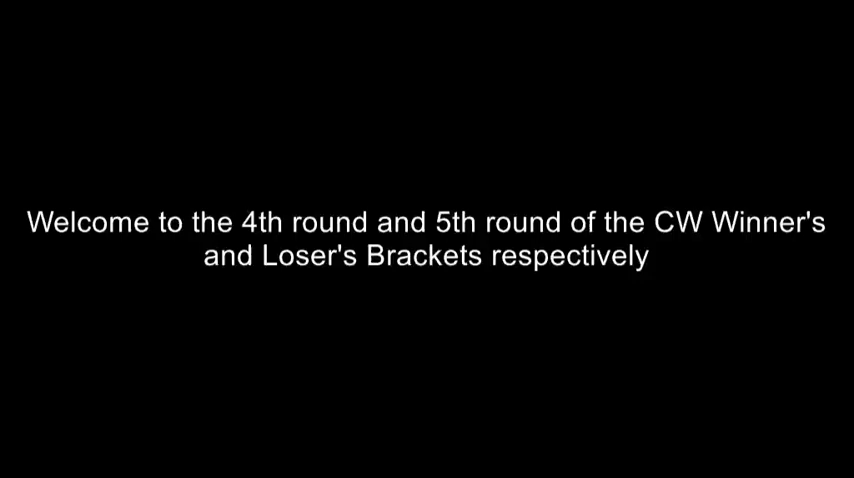 Welcome to the 4th round and 5th round of the CW Winner's
and Loser's Brackets respectively